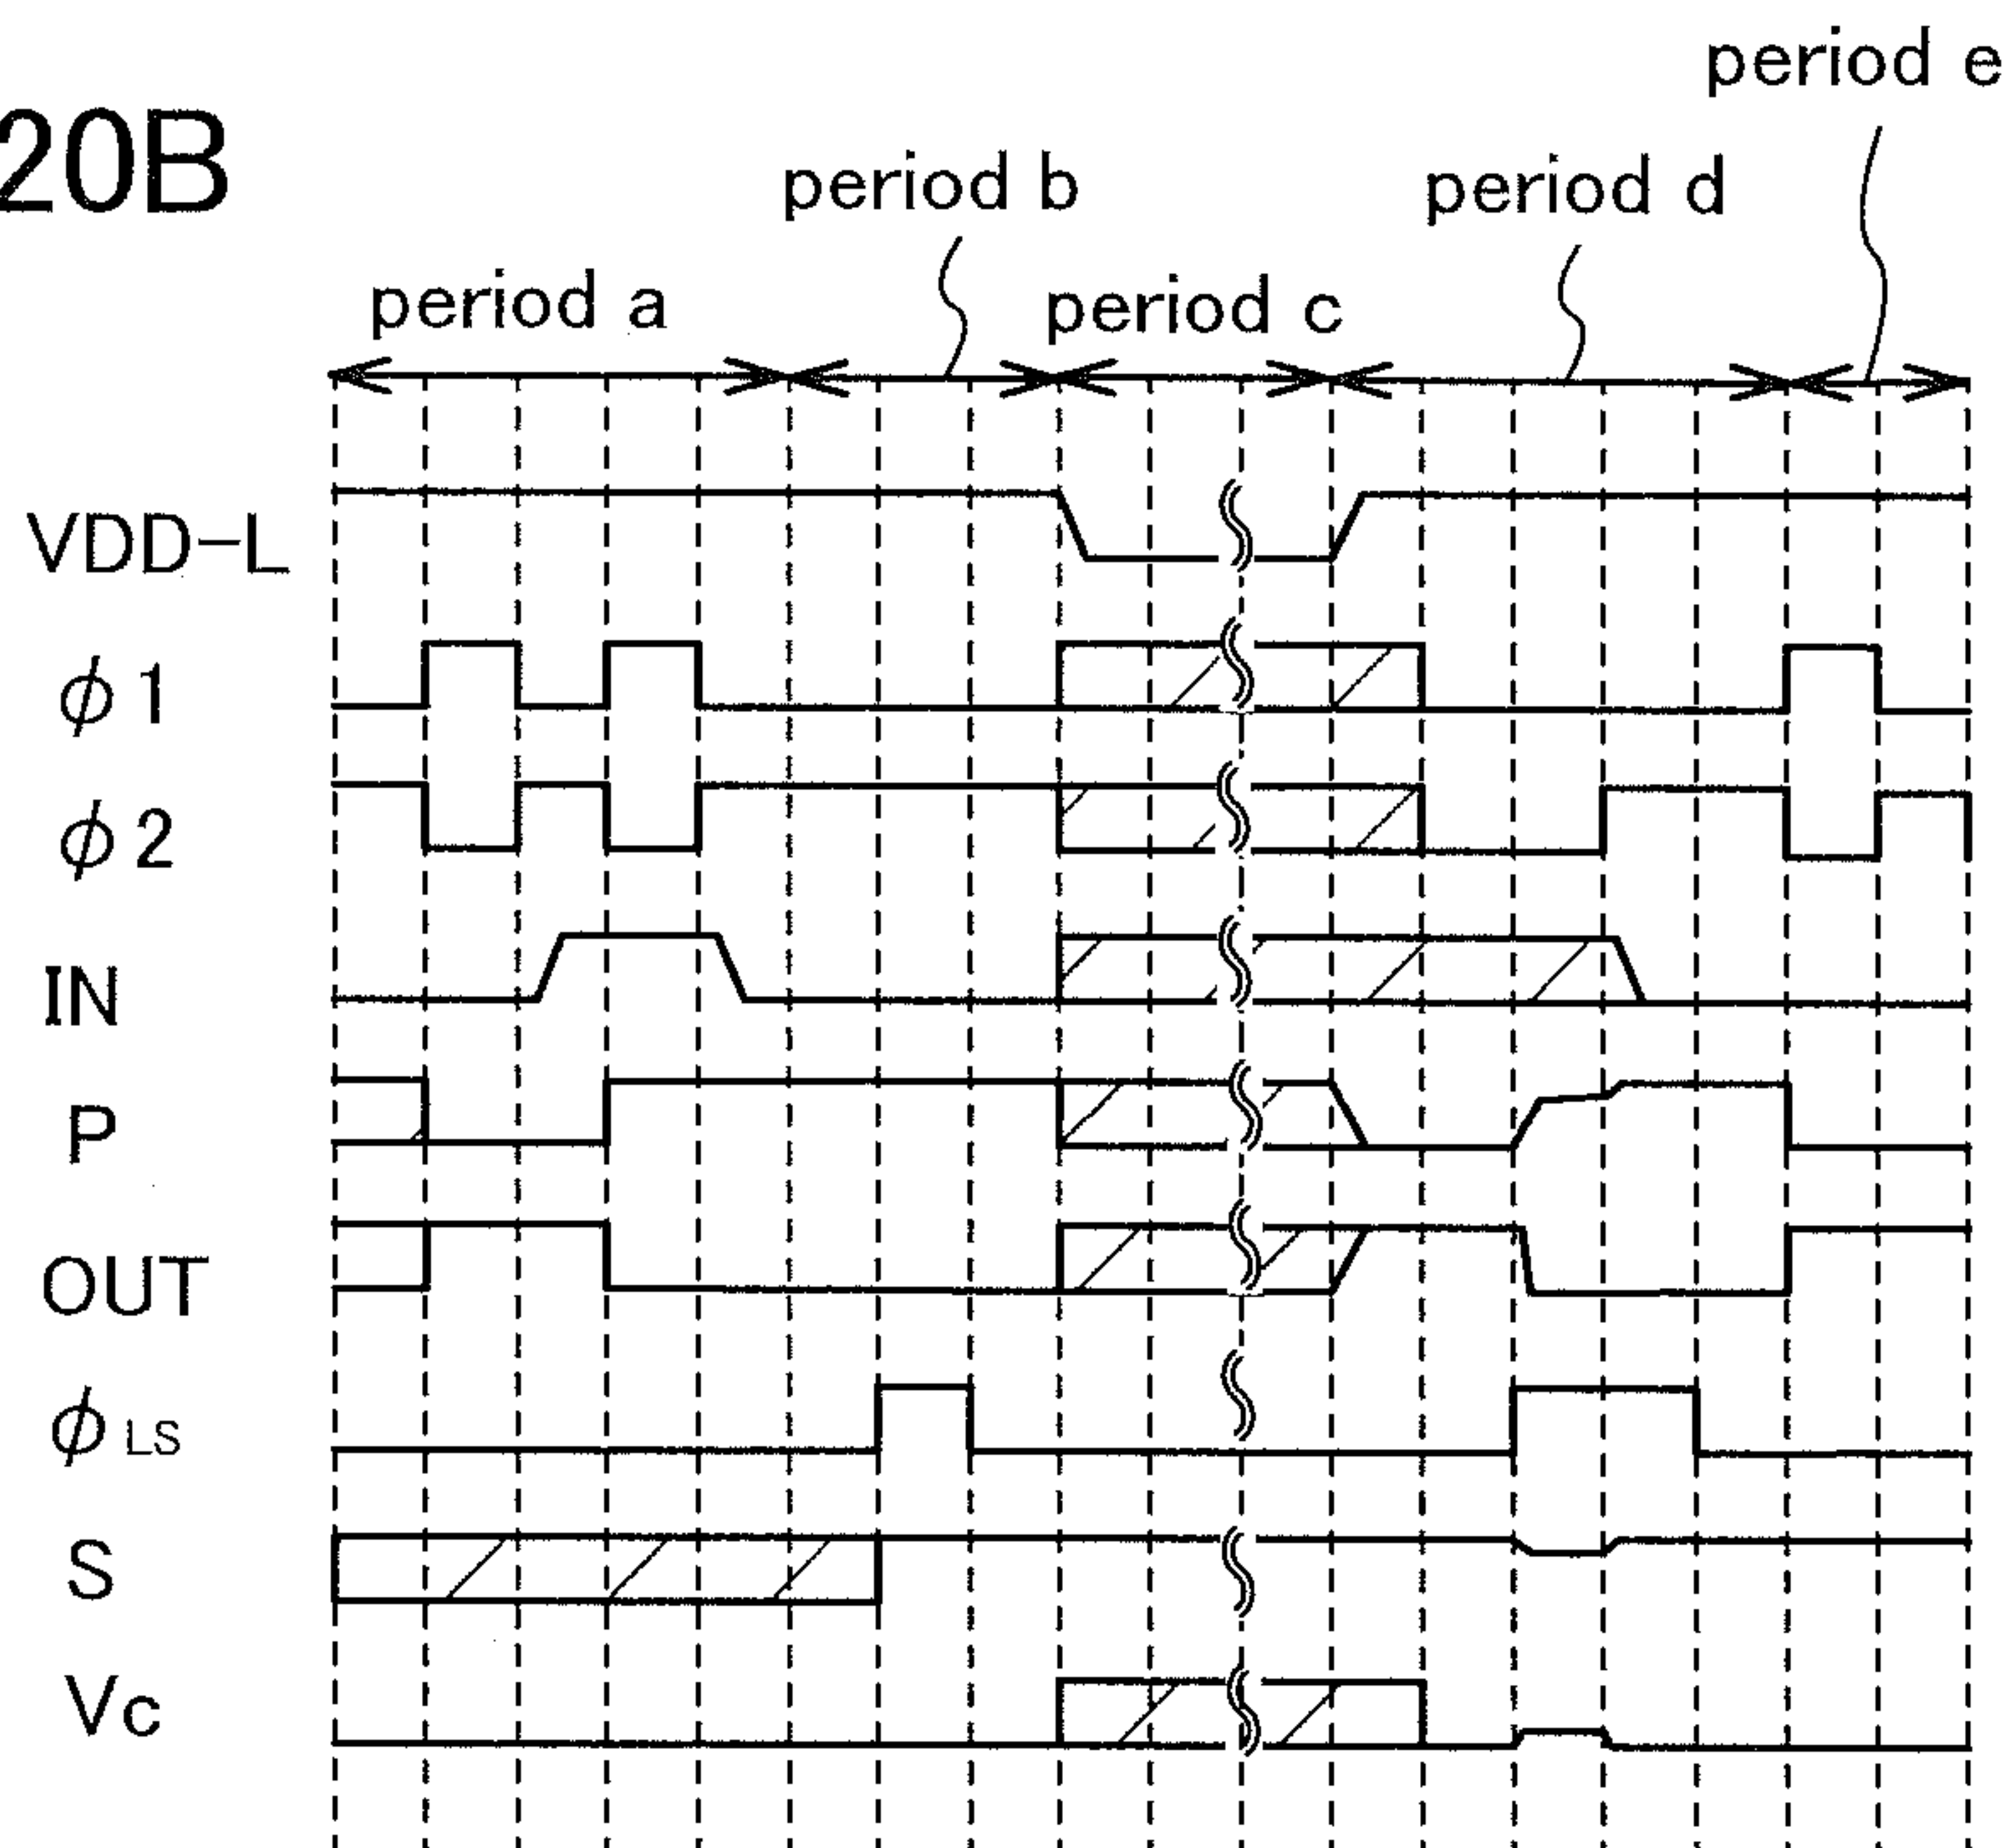 20B
period e
period b
period d
period a
period c
VDD-L
ϕ1
ϕ2
IN
P
OUT
ϕLS
S
Vc